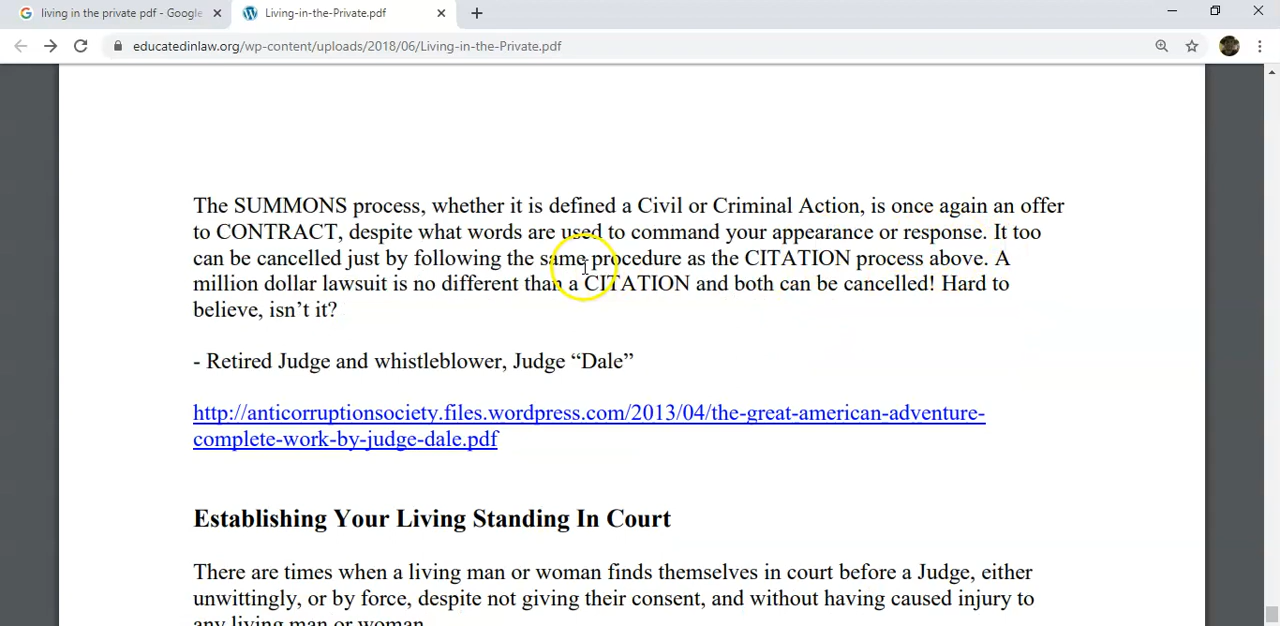 living in the private pdf - Google
Living-in-the-Private.pdf
educatedinlaw.org/wp-content/uploads/2018/06/Living-in-the-Private.pdf
The SUMMONS process, whether it is defined a Civil or Criminal Action, is once again an offer
to CONTRACT, despite what words are used to command your appearance or response. It too
can be cancelled just by following the same procedure as the CITATION process above. A
million dollar lawsuit is no different than a CITATION and both can be cancelled! Hard to
believe, isn’t it?
- Retired Judge and whistleblower, Judge “Dale”
http://anticorruptionsociety.files.wordpress.com/2013/04/the-great-american-adventure-
complete-work-by-judge-dale.pdf
Establishing Your Living Standing In Court
There are times when a living man or woman finds themselves in court before a Judge, either
unwittingly, or by force, despite not giving their consent, and without having caused injury to
any living man or woman.